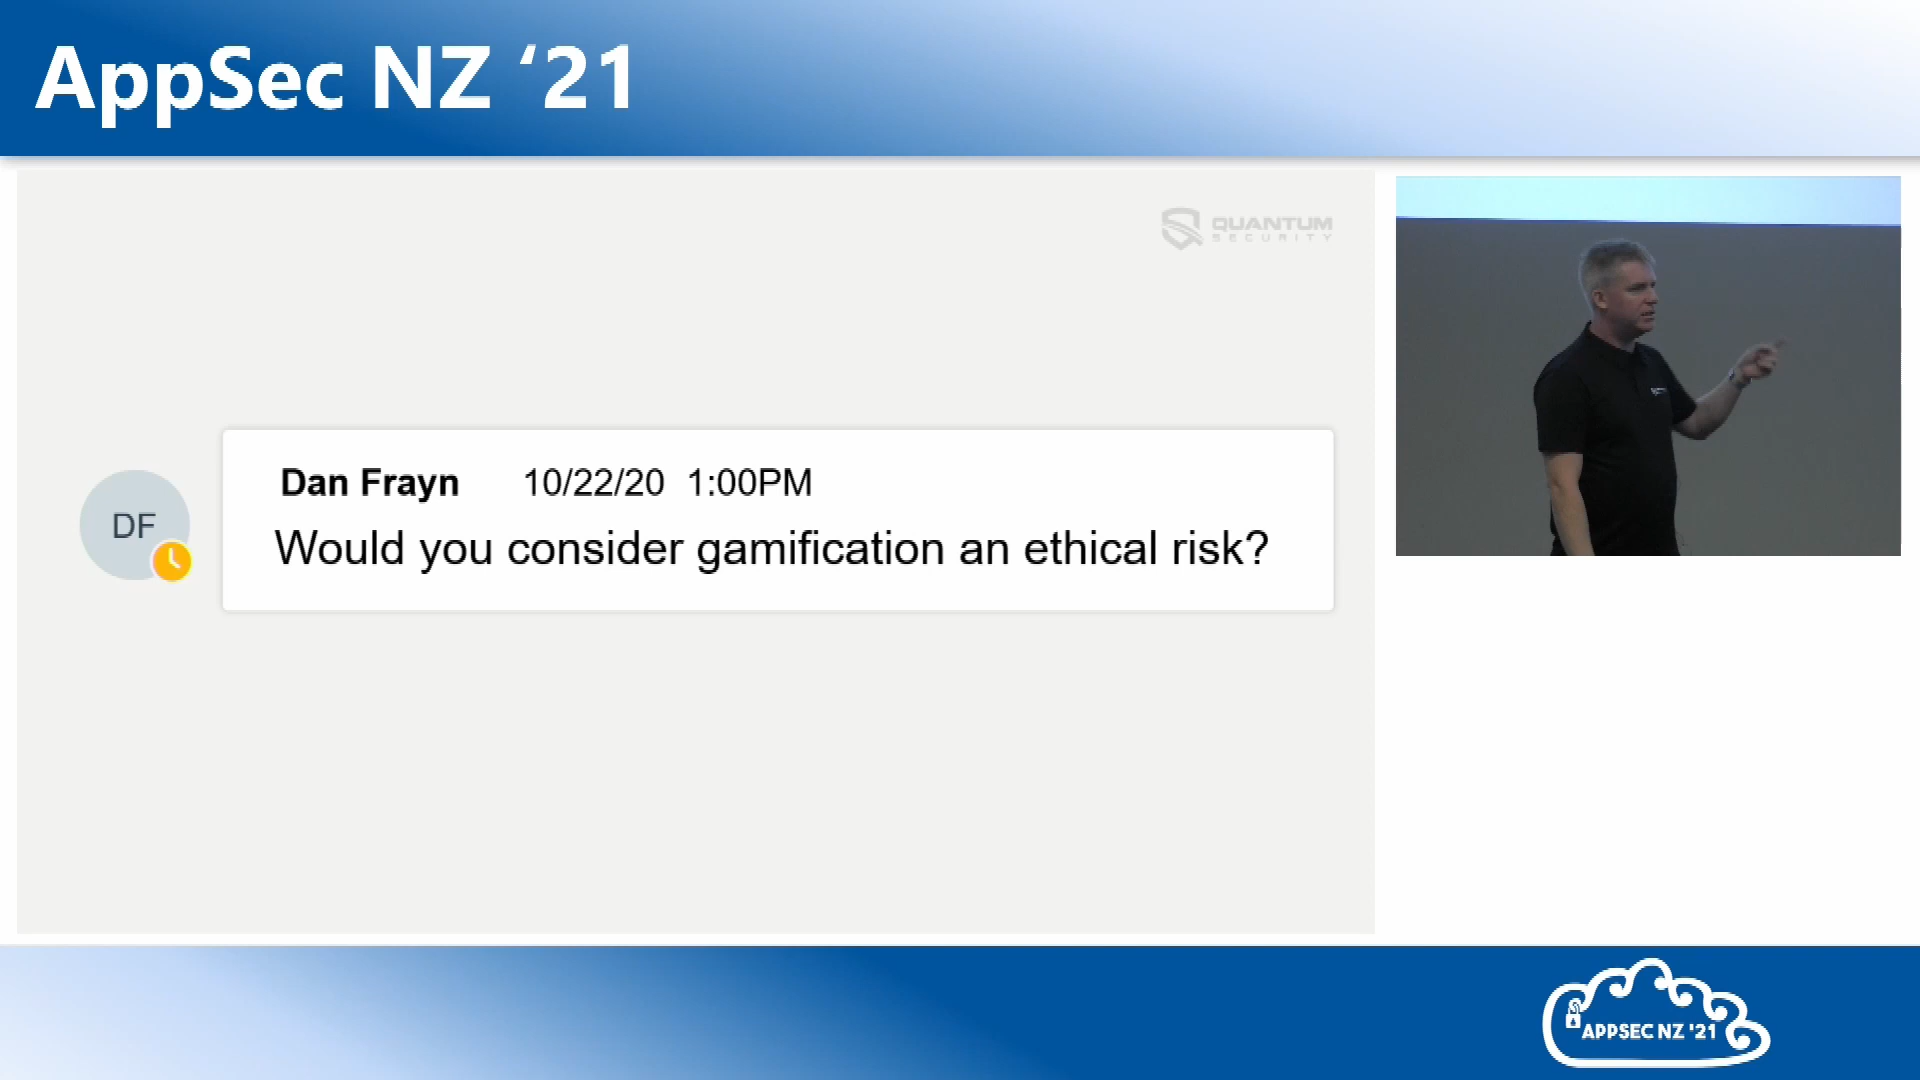 AppSec NZ ‘21
QUANTUM
SECURITY
DF
Dan Frayn 10/22/20 1:00PM
Would you consider gamification an ethical risk?
APPSEC NZ '21